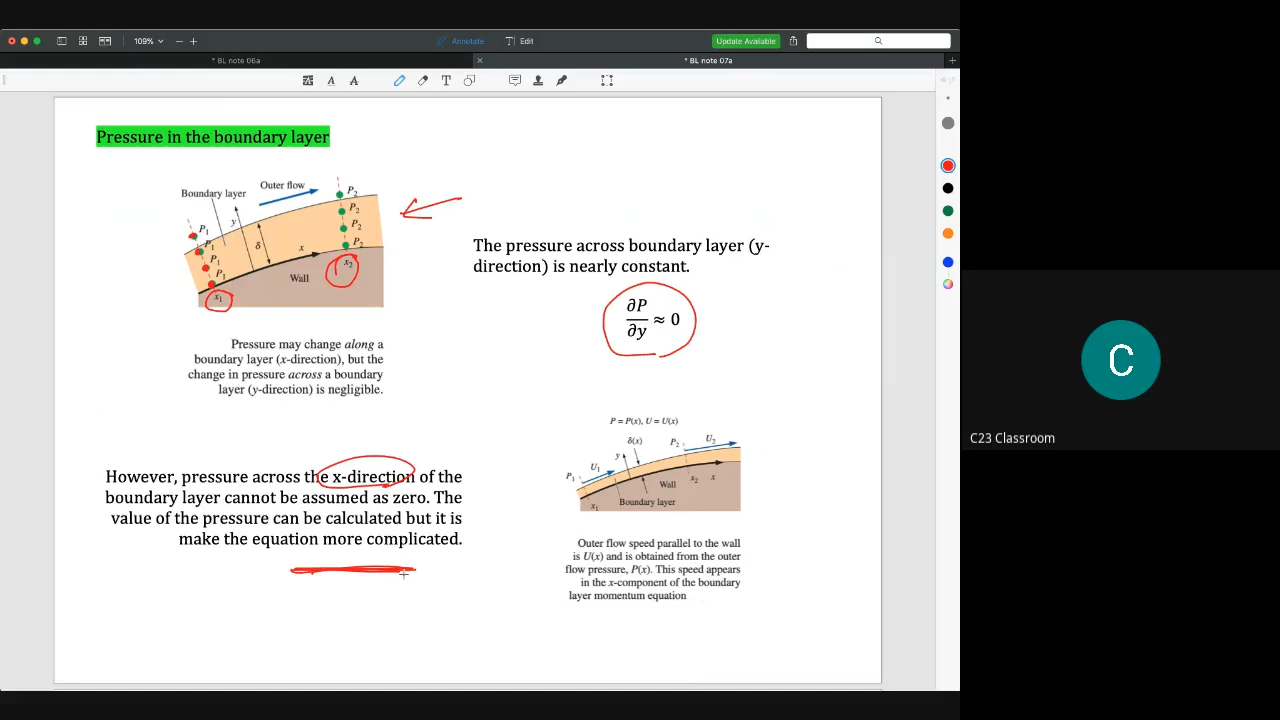 109%
Annotate
Edit
Update Available
* BL note 06a
* BL note 07a
Pressure in the boundary layer
Boundary layer
Outer flow
P2
P2
P2
P2
P1
P1
P1
P1
y
δ
x
Wall
x1
x2
Pressure may change along a
boundary layer (x-direction), but the
change in pressure across a boundary
layer (y-direction) is negligible.
The pressure across boundary layer (y-
direction) is nearly constant.
∂P
∂y
≈ 0
However, pressure across the x-direction of the
boundary layer cannot be assumed as zero. The
value of the pressure can be calculated but it is
make the equation more complicated.
P = P(x), U = U(x)
δ(x)
P2
U2
y
P1
U1
Wall
x2
x
x1
Boundary layer
Outer flow speed parallel to the wall
is U(x) and is obtained from the outer
flow pressure, P(x). This speed appears
in the x-component of the boundary
layer momentum equation
C
C23 Classroom